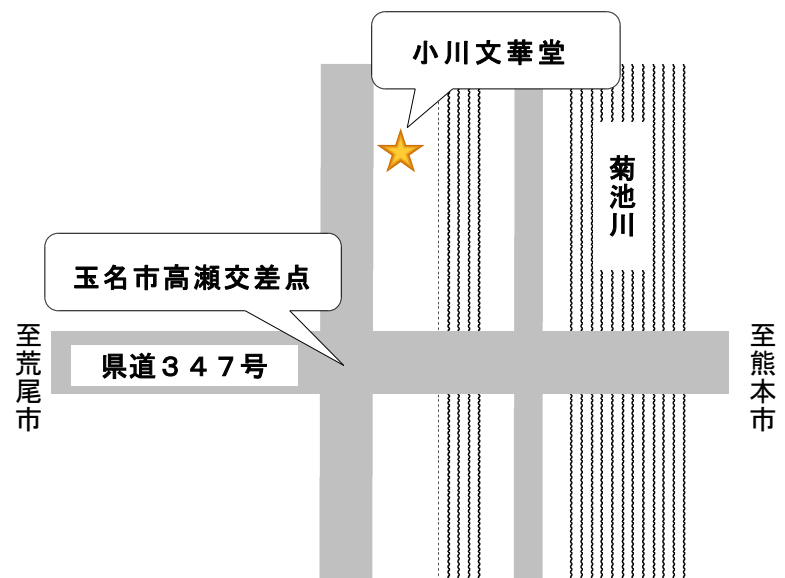 小川文華堂
菊池川
玉名市高瀬交差点
至荒尾市
県道３４７号
至熊本市